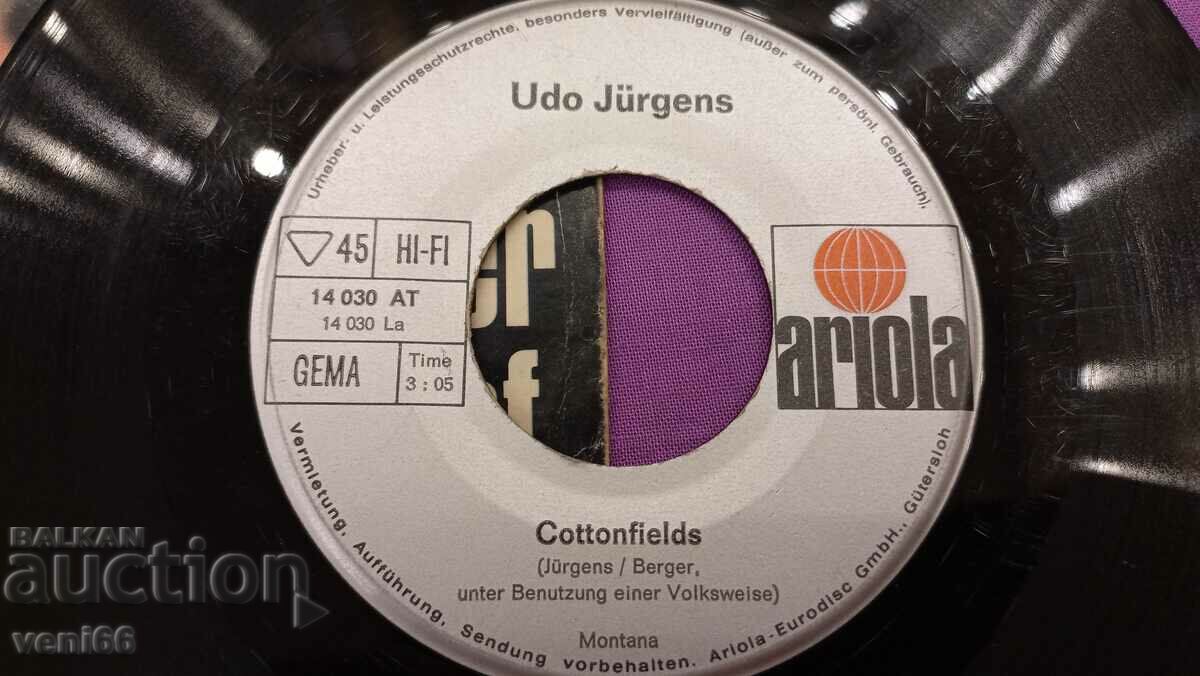 Urheber- u. Leistungsschutzrechte, besonders Vervielfältigung (außer zum persönl. Gebrauch),
Udo Jürgens
45 HI-FI
14 030 AT
14 030 La
GEMA
Time
3 : 05
ariola
Cottonfields
(Jürgens / Berger,
unter Benutzung einer Volksweise)
Montana
Vermietung, Aufführung, Sendung vorbehalten. Ariola-Eurodisc GmbH., Gütersloh
BALKAN
auction
veni66